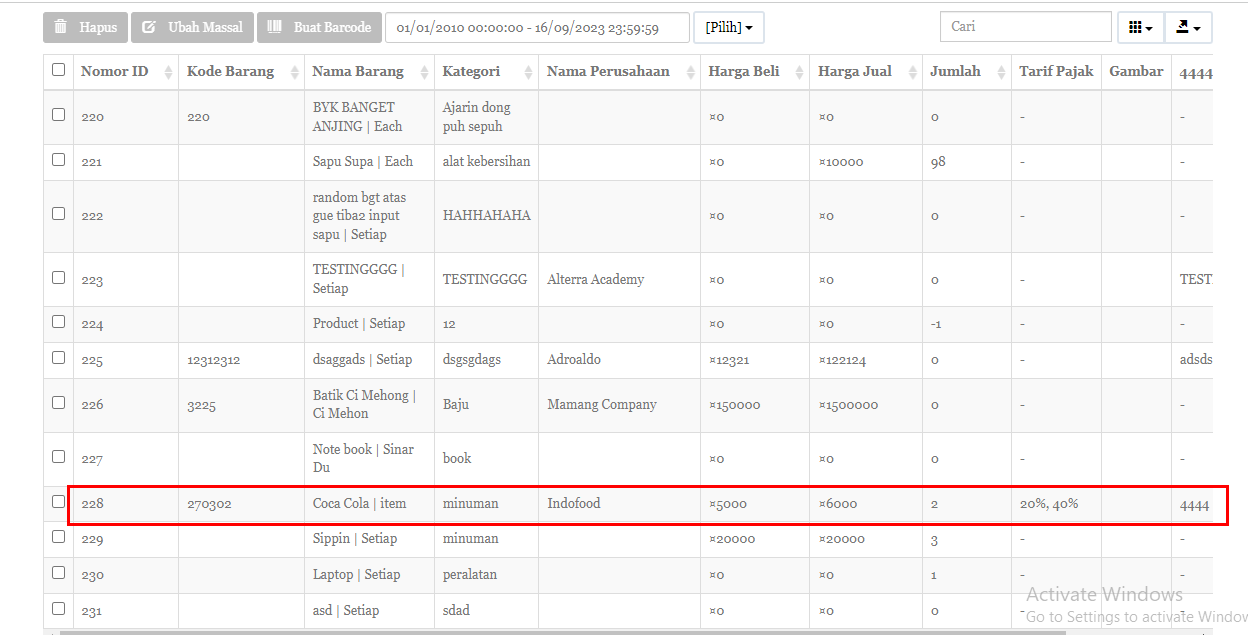 Hapus Ubah Massal Buat Barcode 01/01/2010 00:00:00 - 16/09/2023 23:59:59 [Pilih] Cari
Nomor ID Kode Barang Nama Barang Kategori Nama Perusahaan Harga Beli Harga Jual Jumlah Tarif Pajak Gambar 4444
220 220 BYK BANGET Ajarin dong ¤0 ¤0 0 - -
ANJING | Each puh sepuh
221 Sapu Supa | Each alat kebersihan ¤0 ¤10000 98 - -
random bgt atas
222 gue tiba2 input HAHHAHAHA ¤0 ¤0 0 - -
sapu | Setiap
223 TESTINGGGG | TESTINGGGG Alterra Academy ¤0 ¤0 0 - TEST
Setiap
224 Product | Setiap 12 ¤0 ¤0 -1 - -
225 12312312 dsaggads | Setiap dsgsgdags Adroaldo ¤12321 ¤122124 0 - adsds
226 3225 Batik Ci Mehong | Baju Mamang Company ¤150000 ¤1500000 0 - -
Ci Mehon
227 Note book | Sinar book ¤0 ¤0 0 - -
Du
228 270302 Coca Cola | item minuman Indofood ¤5000 ¤6000 2 20%, 40% 4444
229 Sippin | Setiap minuman ¤20000 ¤20000 3 - -
230 Laptop | Setiap peralatan ¤0 ¤0 1 - -
231 asd | Setiap sdad ¤0 ¤0 0 - -
Activate Windows
Go to Settings to activate Window